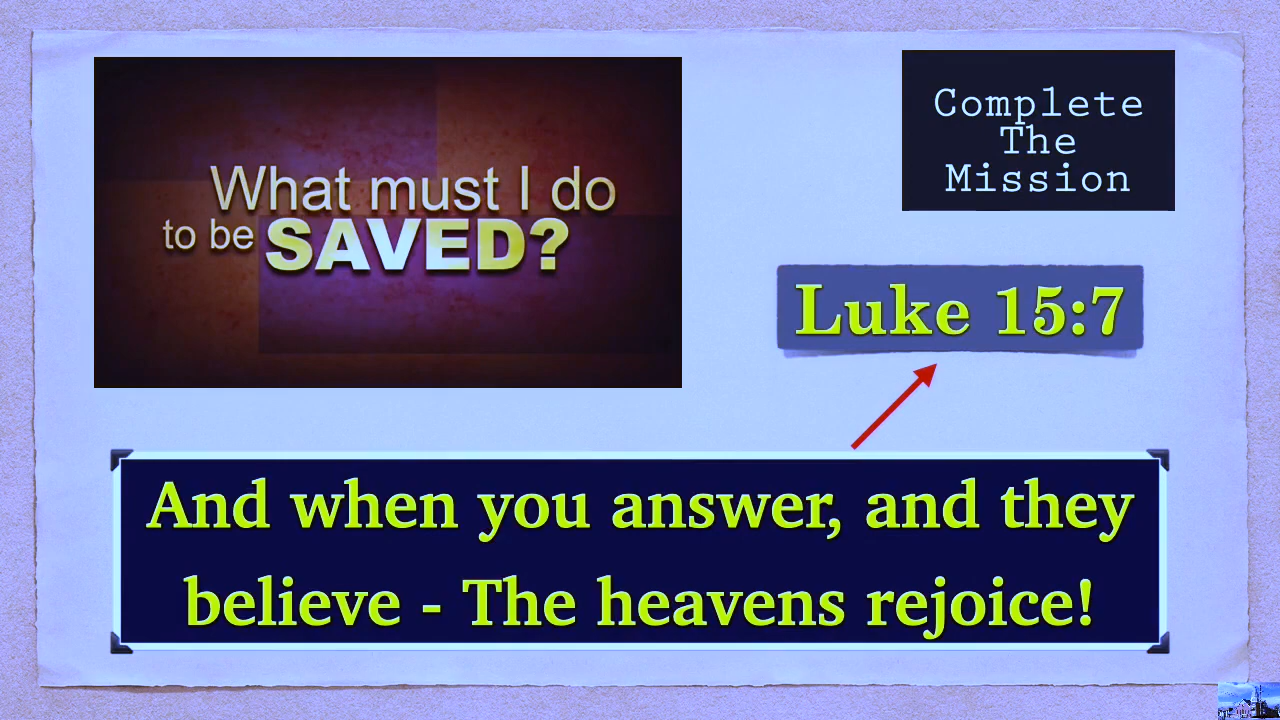 What must I do
to be SAVED?
Complete
The
Mission
Luke 15:7
And when you answer, and they
believe - The heavens rejoice!